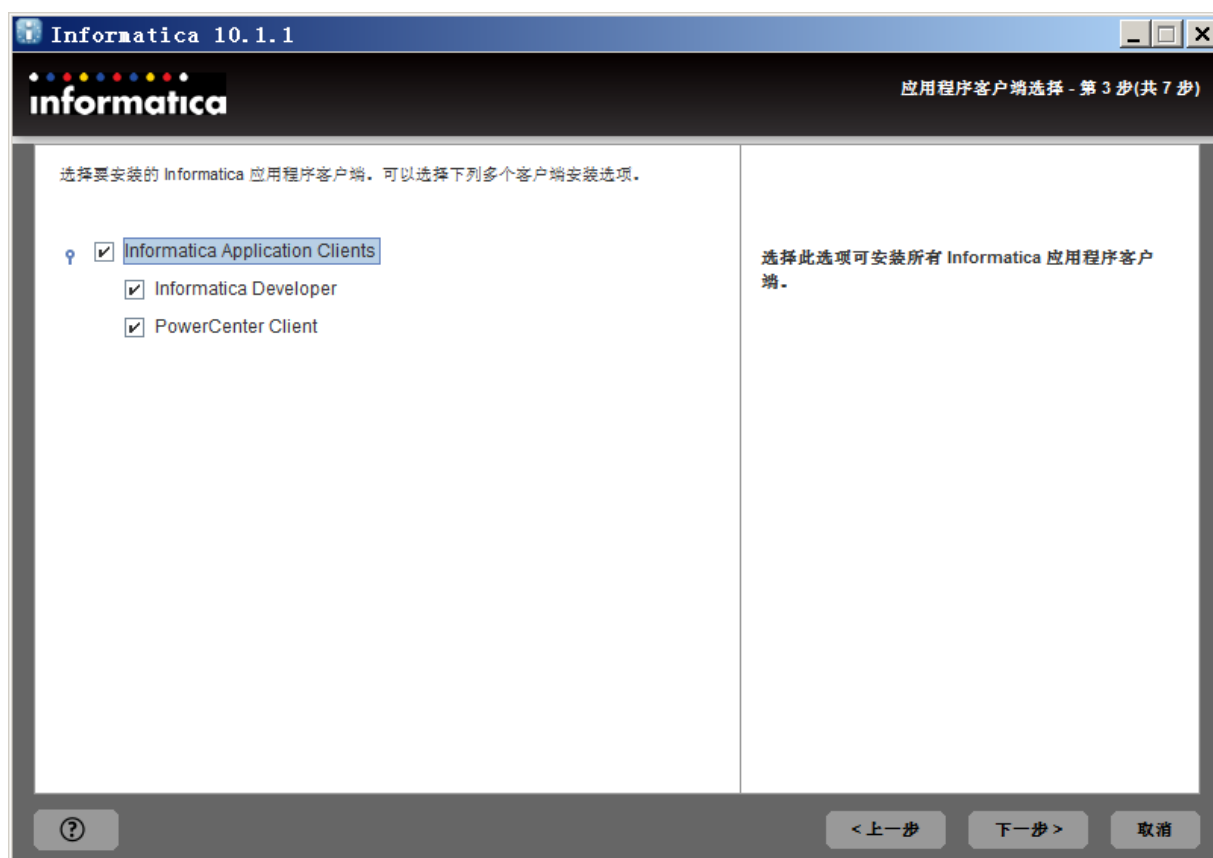 Informatica 10.1.1
informatica
应用程序客户端选择 - 第 3 步(共 7 步)
选择要安装的 Informatica 应用程序客户端。可以选择下列多个客户端安装选项。
Informatica Application Clients
Informatica Developer
PowerCenter Client
选择此选项可安装所有 Informatica 应用程序客户
端。
?
<上一步
下一步>
取消